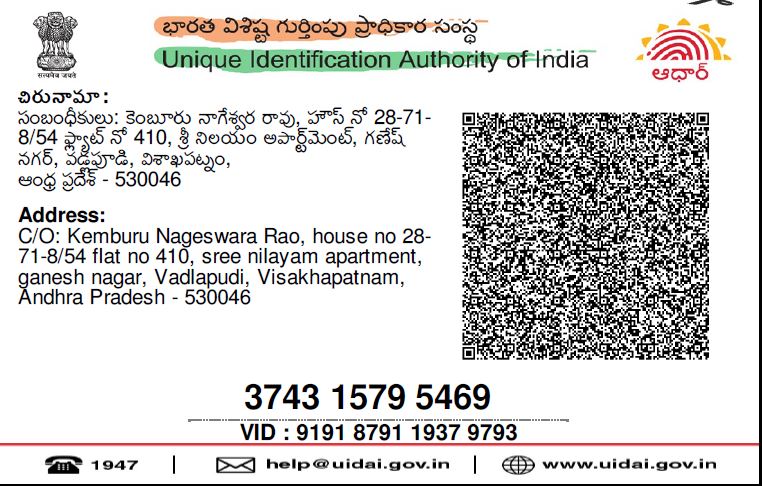 భారత విశిష్ట గుర్తింపు ప్రాధికార సంస్థ
Unique Identification Authority of India
सत्यमेव जयते
ఆధార్
చిరునామా :
సంబంధీకులు: కెంబూరు నాగేశ్వర రావు, హౌస్ నో 28-71-
8/54 ఫ్ల్యాట్ నో 410, శ్రీ నిలయం అపార్ట్‌మెంట్, గణేష్
నగర్, వడ్లపూడి, విశాఖపట్నం,
ఆంధ్ర ప్రదేశ్ - 530046
Address:
C/O: Kemburu Nageswara Rao, house no 28-
71-8/54 flat no 410, sree nilayam apartment,
ganesh nagar, Vadlapudi, Visakhapatnam,
Andhra Pradesh - 530046
3743 1579 5469
VID : 9191 8791 1937 9793
1947 | help@uidai.gov.in | www.uidai.gov.in